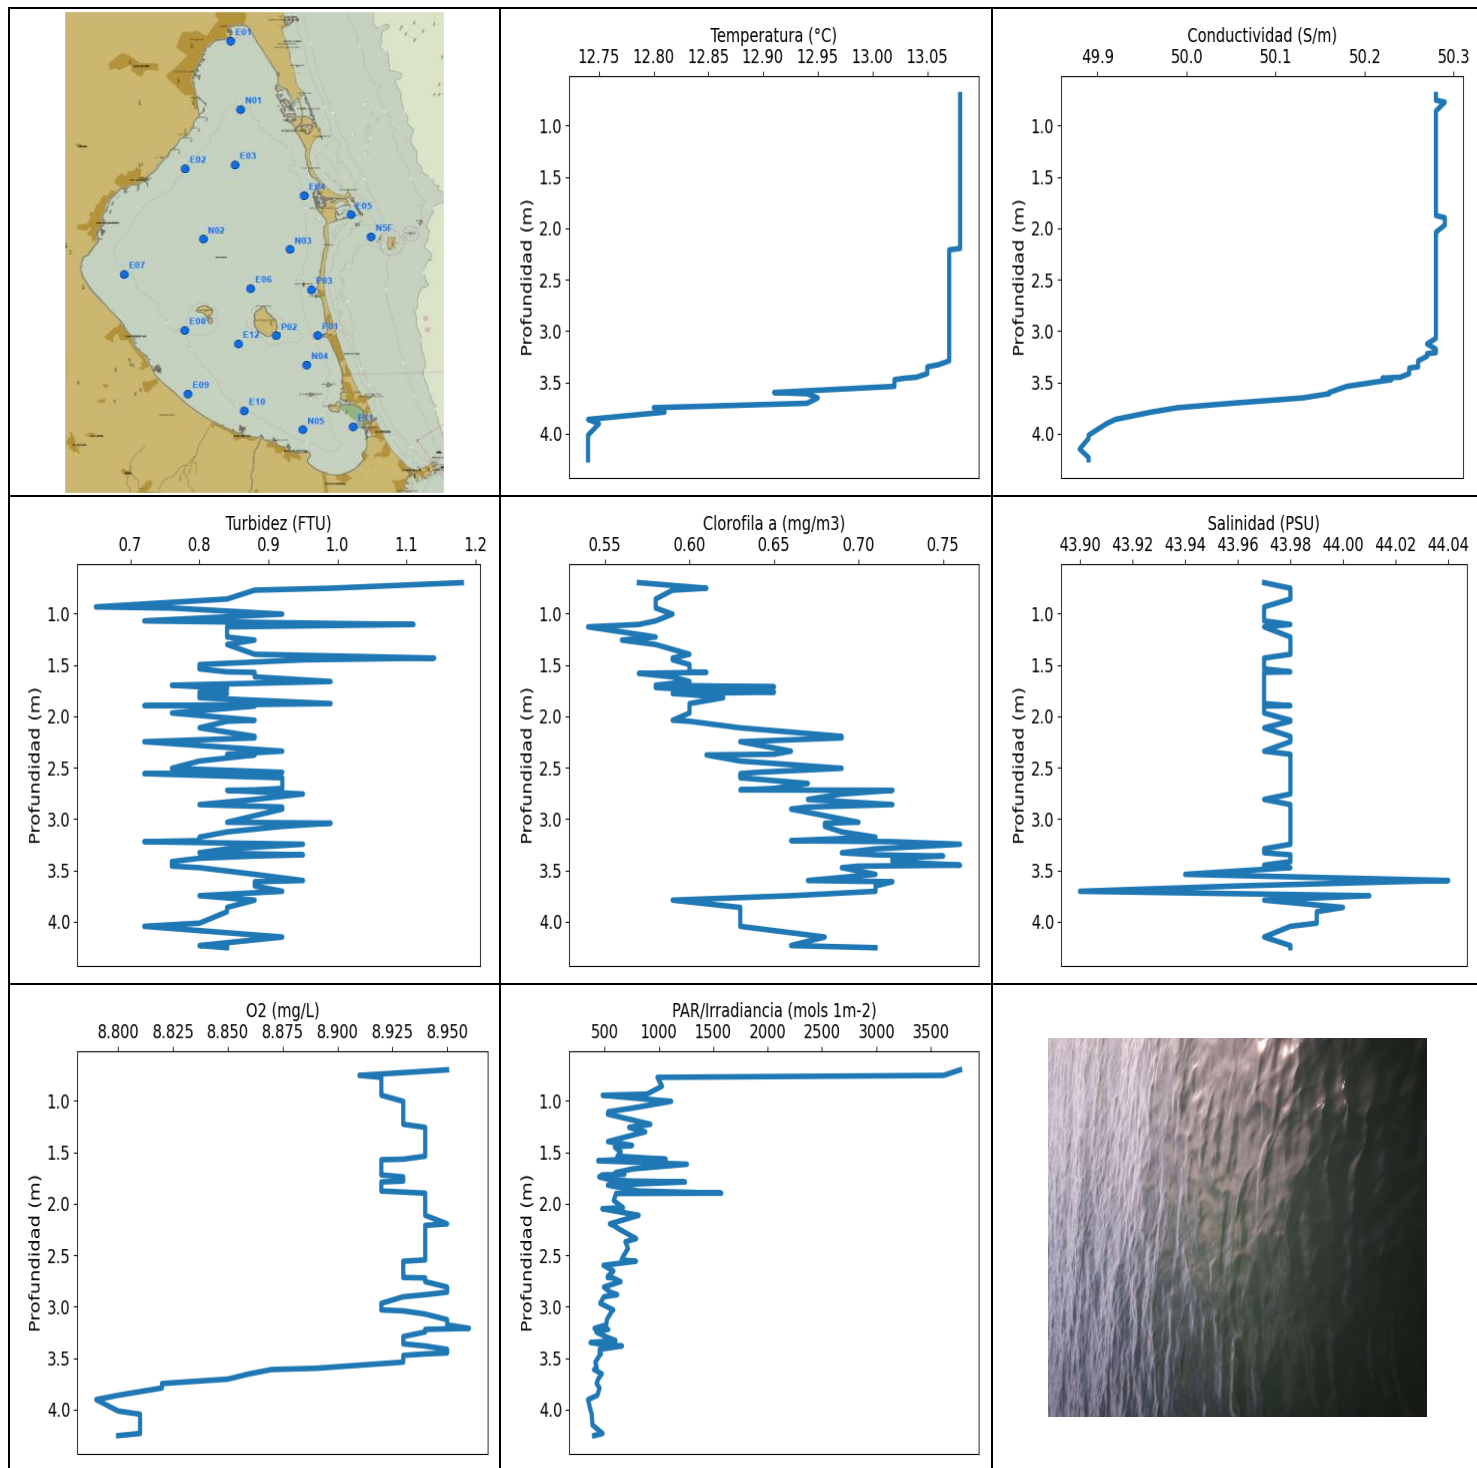 E01
N01
E02
E03
E04
E05
N5F
N02
N03
E07
E06
P03
E08
P02
P01
E12
N04
E09
E10
N05
E11
Temperatura (°C)
12.75 12.80 12.85 12.90 12.95 13.00 13.05
Profundidad (m)
1.0
1.5
2.0
2.5
3.0
3.5
4.0
Conductividad (S/m)
49.9 50.0 50.1 50.2 50.3
Profundidad (m)
1.0
1.5
2.0
2.5
3.0
3.5
4.0
Turbidez (FTU)
0.7 0.8 0.9 1.0 1.1 1.2
Profundidad (m)
1.0
1.5
2.0
2.5
3.0
3.5
4.0
Clorofila a (mg/m3)
0.55 0.60 0.65 0.70 0.75
Profundidad (m)
1.0
1.5
2.0
2.5
3.0
3.5
4.0
Salinidad (PSU)
43.90 43.92 43.94 43.96 43.98 44.00 44.02 44.04
Profundidad (m)
1.0
1.5
2.0
2.5
3.0
3.5
4.0
O2 (mg/L)
8.800 8.825 8.850 8.875 8.900 8.925 8.950
Profundidad (m)
1.0
1.5
2.0
2.5
3.0
3.5
4.0
PAR/Irradiancia (mols 1m-2)
500 1000 1500 2000 2500 3000 3500
Profundidad (m)
1.0
1.5
2.0
2.5
3.0
3.5
4.0